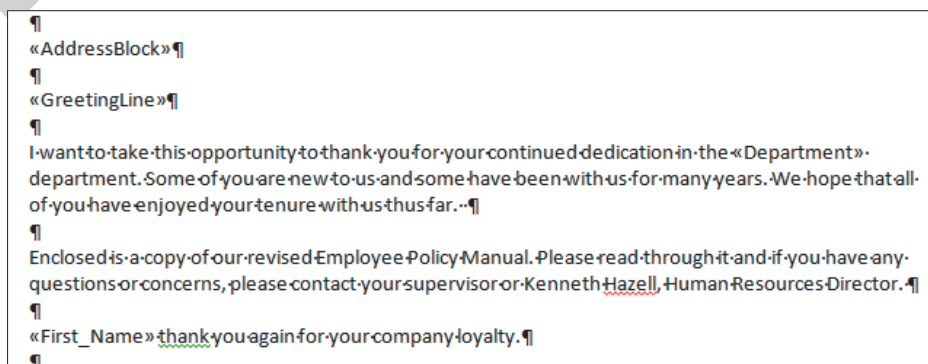 ¶
«AddressBlock»¶
¶
«GreetingLine»¶
¶
I·want·to·take·this·opportunity·to·thank·you·for·your·continued·dedication·in·the·«Department»·
department.·Some·of·you·are·new·to·us·and·some·have·been·with·us·for·many·years.·We·hope·that·all·
of·you·have·enjoyed·your·tenure·with·us·thus·far.··¶
¶
Enclosed·is·a·copy·of·our·revised·Employee·Policy·Manual.·Please·read·through·it·and·if·you·have·any·
questions·or·concerns,·please·contact·your·supervisor·or·Kenneth·Hazell,·Human·Resources·Director.·¶
¶
«First_Name»·thank·you·again·for·your·company·loyalty.¶
¶